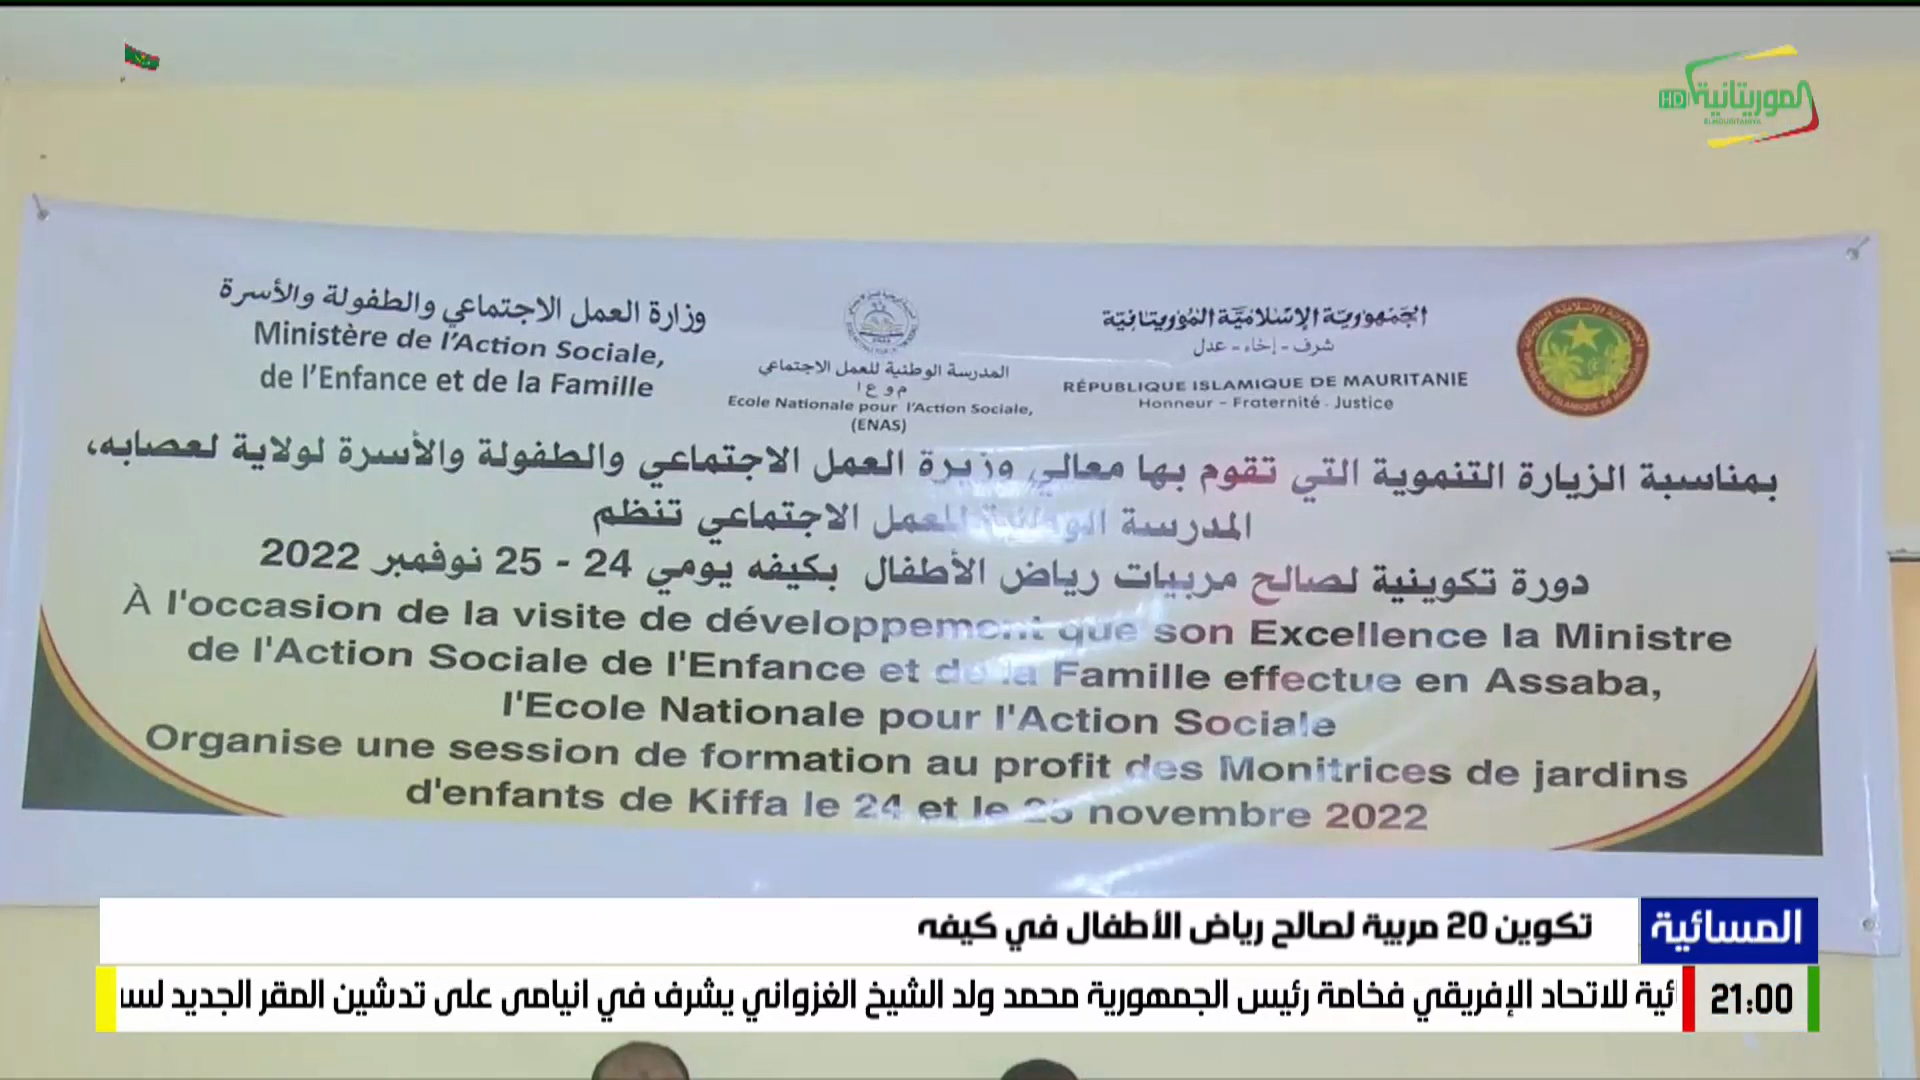 الموريتانية
HD
ELMOURITANIYA
وزارة العمل الاجتماعي والطفولة والأسرة
Ministère de l'Action Sociale,
de l'Enfance et de la Famille
المدرسة الوطنية للعمل الاجتماعي
م و ع ا
Ecole Nationale pour l'Action Sociale,
(ENAS)
الجمهورية الإسلامية الموريتانية
شرف - إخاء - عدل
RÉPUBLIQUE ISLAMIQUE DE MAURITANIE
Honneur - Fraternité - Justice
بمناسبة الزيارة التنموية التي تقوم بها معالي وزيرة العمل الاجتماعي والطفولة والأسرة لولاية لعصابه،
المدرسة الوطنية للعمل الاجتماعي تنظم
دورة تكوينية لصالح مربيات رياض الأطفال بكيفه يومي 24 - 25 نوفمبر 2022
À l'occasion de la visite de développement que son Excellence la Ministre
de l'Action Sociale de l'Enfance et de la Famille effectue en Assaba,
l'Ecole Nationale pour l'Action Sociale
Organise une session de formation au profit des Monitrices de jardins
d'enfants de Kiffa le 24 et le 25 novembre 2022
المسائية
تكوين 20 مربية لصالح رياض الأطفال في كيفه
21:00
ئية للاتحاد الإفريقي فخامة رئيس الجمهورية محمد ولد الشيخ الغزواني يشرف في انيامى على تدشين المقر الجديد لسـ